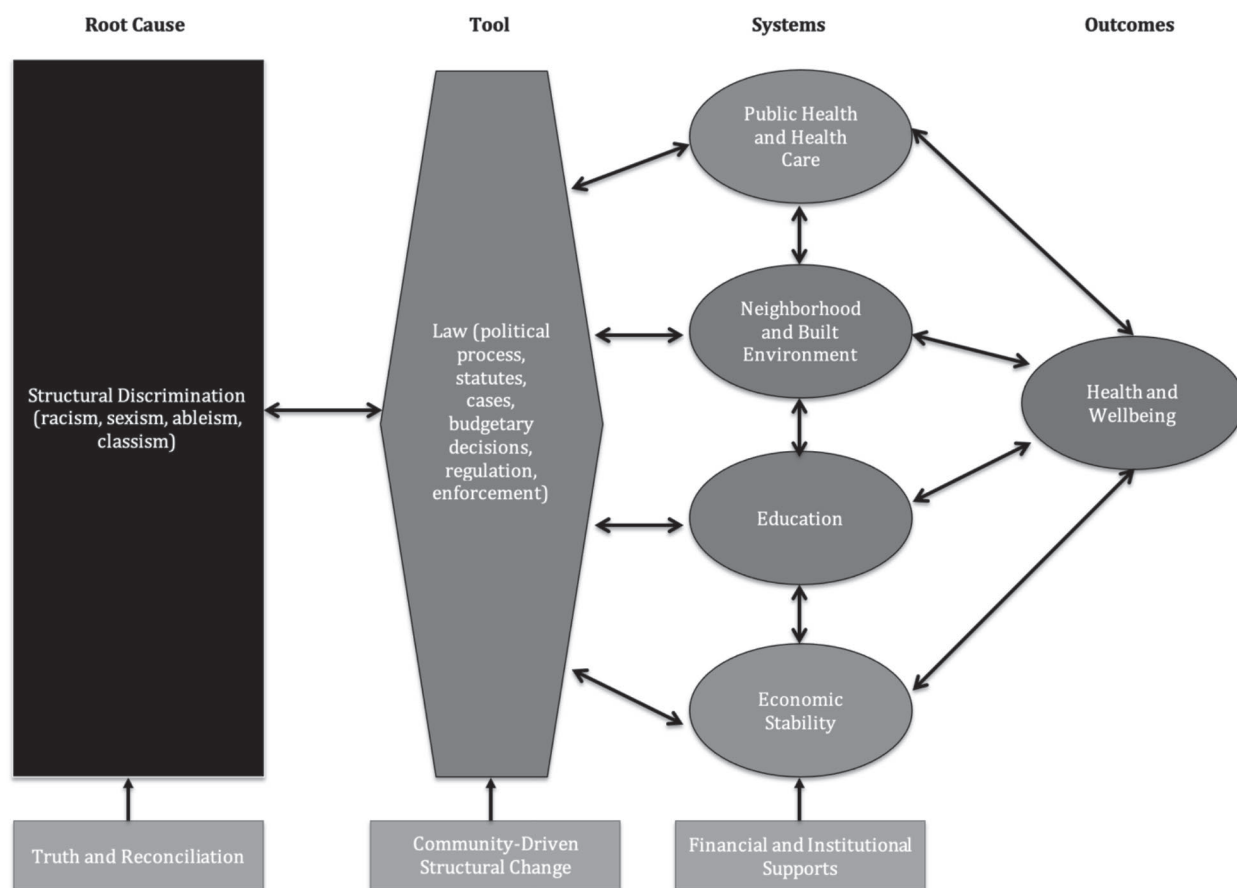 Root Cause
Tool
Systems
Outcomes
Structural Discrimination
(racism, sexism, ableism,
classism)
Law (political
process,
statutes,
cases,
budgetary
decisions,
regulation,
enforcement)
Public Health
and Health
Care
Neighborhood
and Built
Environment
Education
Economic
Stability
Health and
Wellbeing
Truth and Reconciliation
Community-Driven
Structural Change
Financial and Institutional
Supports